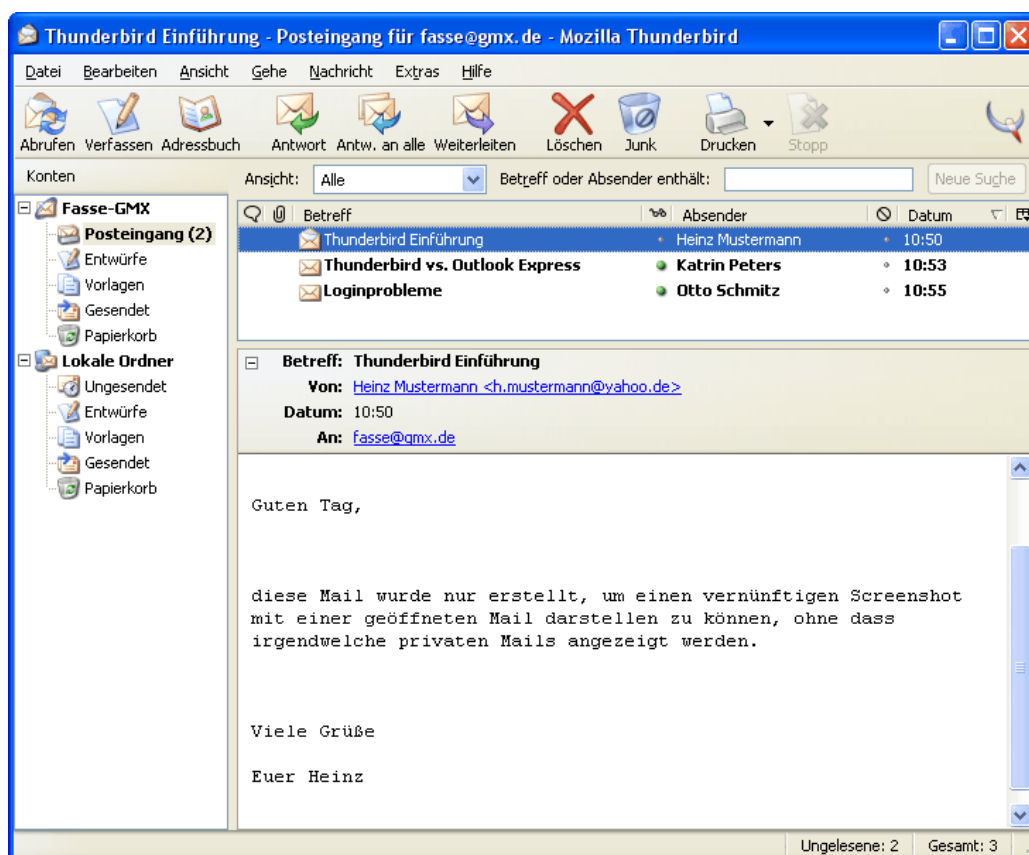 Thunderbird Einführung - Posteingang für fasse@gmx.de - Mozilla Thunderbird
Datei Bearbeiten Ansicht Gehe Nachricht Extras Hilfe
Abrufen Verfassen Adressbuch Antwort Antw. an alle Weiterleiten Löschen Junk Drucken Stopp
Konten
Ansicht: Alle Betreff oder Absender enthält: Neue Suche
Fasse-GMX
Posteingang (2)
Entwürfe
Vorlagen
Gesendet
Papierkorb
Lokale Ordner
Ungesendet
Entwürfe
Vorlagen
Gesendet
Papierkorb
Betreff Absender Datum
Thunderbird Einführung Heinz Mustermann 10:50
Thunderbird vs. Outlook Express Katrin Peters 10:53
Loginprobleme Otto Schmitz 10:55
Betreff: Thunderbird Einführung
Von: Heinz Mustermann <h.mustermann@yahoo.de>
Datum: 10:50
An: fasse@gmx.de
Guten Tag,
diese Mail wurde nur erstellt, um einen vernünftigen Screenshot
mit einer geöffneten Mail darstellen zu können, ohne dass
irgendwelche privaten Mails angezeigt werden.
Viele Grüße
Euer Heinz
Ungelesene: 2 Gesamt: 3